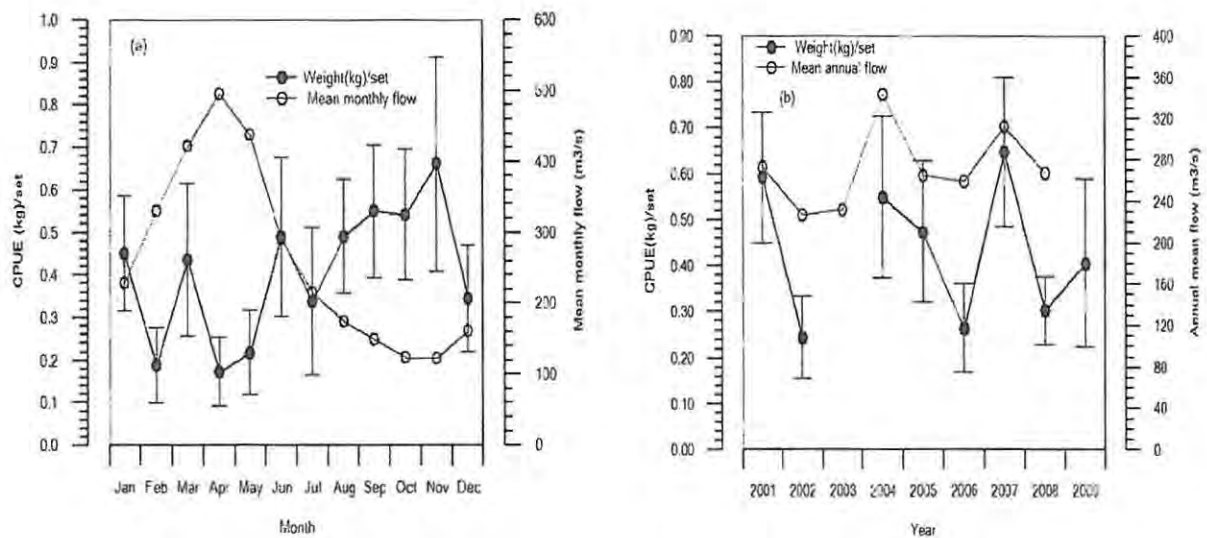 (a)
Weight(kg)/set
Mean monthly flow
CPUE (kg)/set
1.0
0.9
0.8
0.7
0.6
0.5
0.4
0.3
0.2
0.1
0.0
600
500
400
300
200
100
0
Mean monthly flow (m3/s)
Jan Feb Mar Apr May Jun Jul Aug Sep Oct Nov Dec
Month
(b)
Weight(kg)/set
Mean annual flow
CPUE(kg)/set
0.90
0.80
0.70
0.60
0.50
0.40
0.30
0.20
0.10
0.00
400
360
320
280
240
200
160
120
80
40
0
Annual mean flow (m3/s)
2001 2002 2003 2004 2005 2006 2007 2008 2009
Year